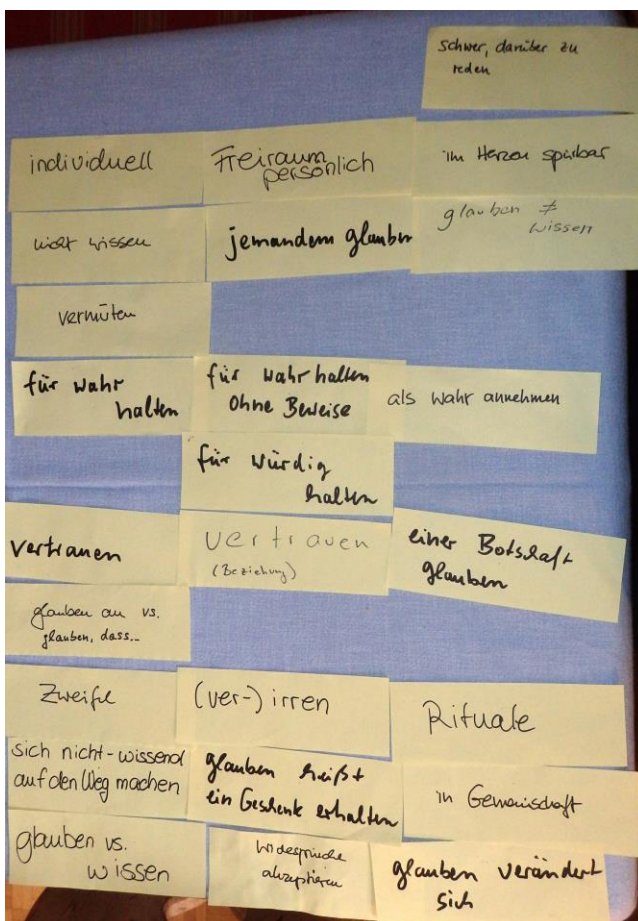 schwer, darüber zu
reden
individuell
Freiraum
persönlich
im Herzen spürbar
nicht wissen
jemandem glauben
glauben ≠
wissen
vermuten
für wahr
halten
für wahr halten
Ohne Beweise
als wahr annehmen
für würdig
halten
vertrauen
vertrauen
(Beziehung)
einer Botschaft
glauben
glauben an vs.
glauben, dass...
Zweifel
(ver-) irren
Rituale
sich nicht-wissend
auf den Weg machen
glauben heißt
ein Geschenk erhalten
in Gemeinschaft
glauben vs.
wissen
Widersprüche
akzeptieren
glauben verändert
sich